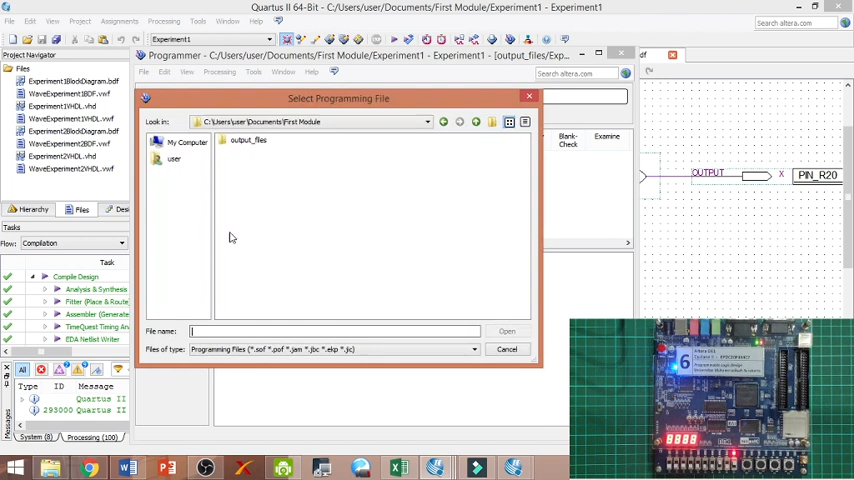 Quartus II 64-Bit - C:/Users/user/Documents/First Module/Experiment1 - Experiment1
File Edit View Project Assignments Processing Tools Window Help
Search altera.com
Experiment1
Project Navigator
Files
Experiment1BlockDiagram.bdf
WaveExperiment1BDF.vwf
Experiment1VHDL.vhd
WaveExperiment1VHDL.vwf
Experiment2VHDL.vhd
WaveExperiment2VHDL.vwf
Hierarchy
Files
Desi
Tasks
Flow: Compilation
Task
Compile Design
Analysis & Synthesis
Fitter (Place & Route
Assembler (Generate
TimeQuest Timing Ana
EDA Netlist Writer
All
Type ID Message
Quartus II
293000 Quartus II
System (8)
Processing (100)
Messages
Programmer - C:/Users/user/Documents/First Module/Experiment1 - Experiment1 - [output_files/Exp...
File Edit View Processing Tools Window Help
Search altera.com
Blank-
Check
Examine
Select Programming File
Look in: C:\Users\user\Documents\First Module
My Computer
user
output_files
File name:
Open
Files of type: Programming Files (*.sof *.pof *.jam *.jbc *.ekp *.jic)
Cancel
df
OUTPUT
X
PIN_R20
6
Altera DE1